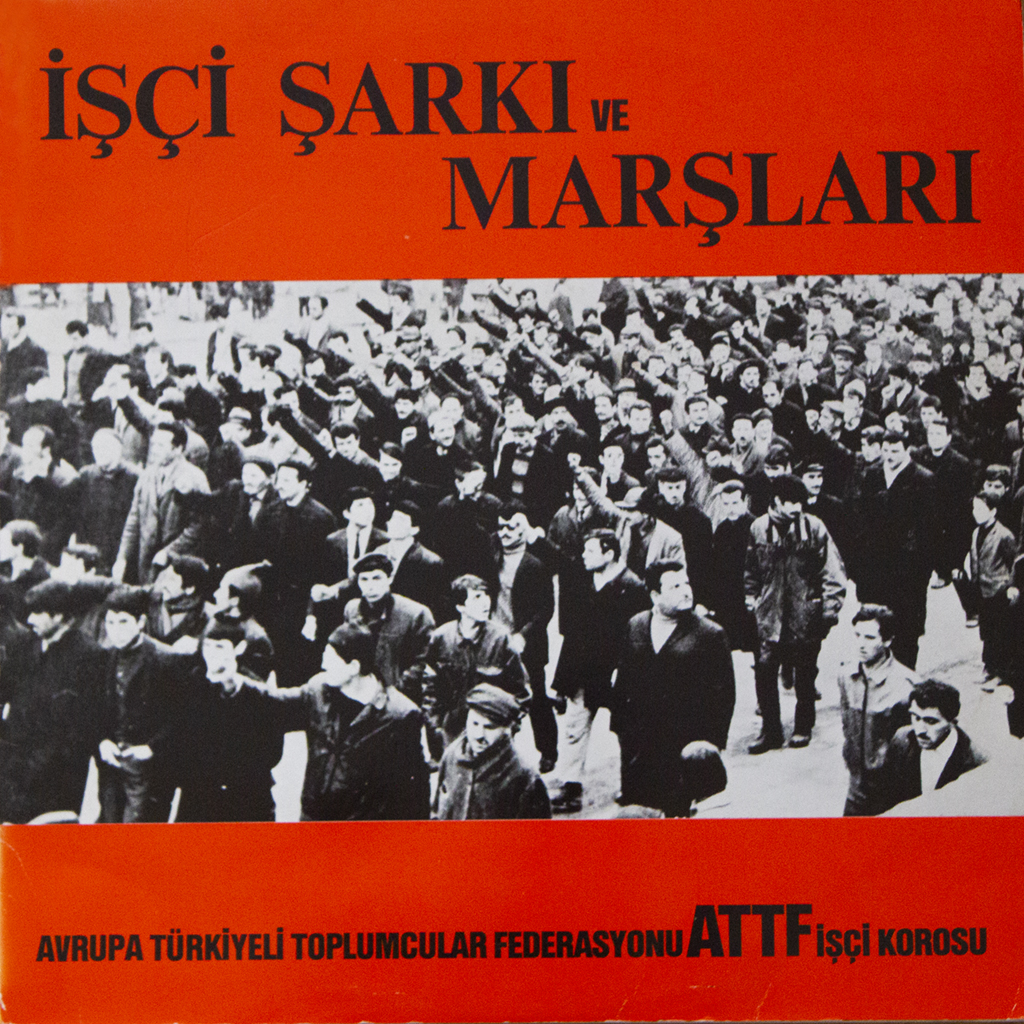 İŞÇİ ŞARKI VE
MARŞLARI
AVRUPA TÜRKİYELİ TOPLUMCULAR FEDERASYONU ATTF İŞÇİ KOROSU